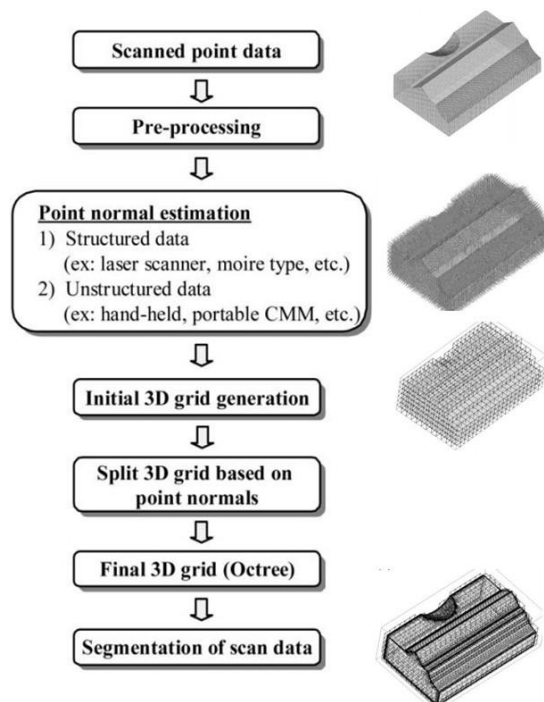 Scanned point data
Pre-processing
Point normal estimation
1) Structured data
(ex: laser scanner, moire type, etc.)
2) Unstructured data
(ex: hand-held, portable CMM, etc.)
Initial 3D grid generation
Split 3D grid based on
point normals
Final 3D grid (Octree)
Segmentation of scan data